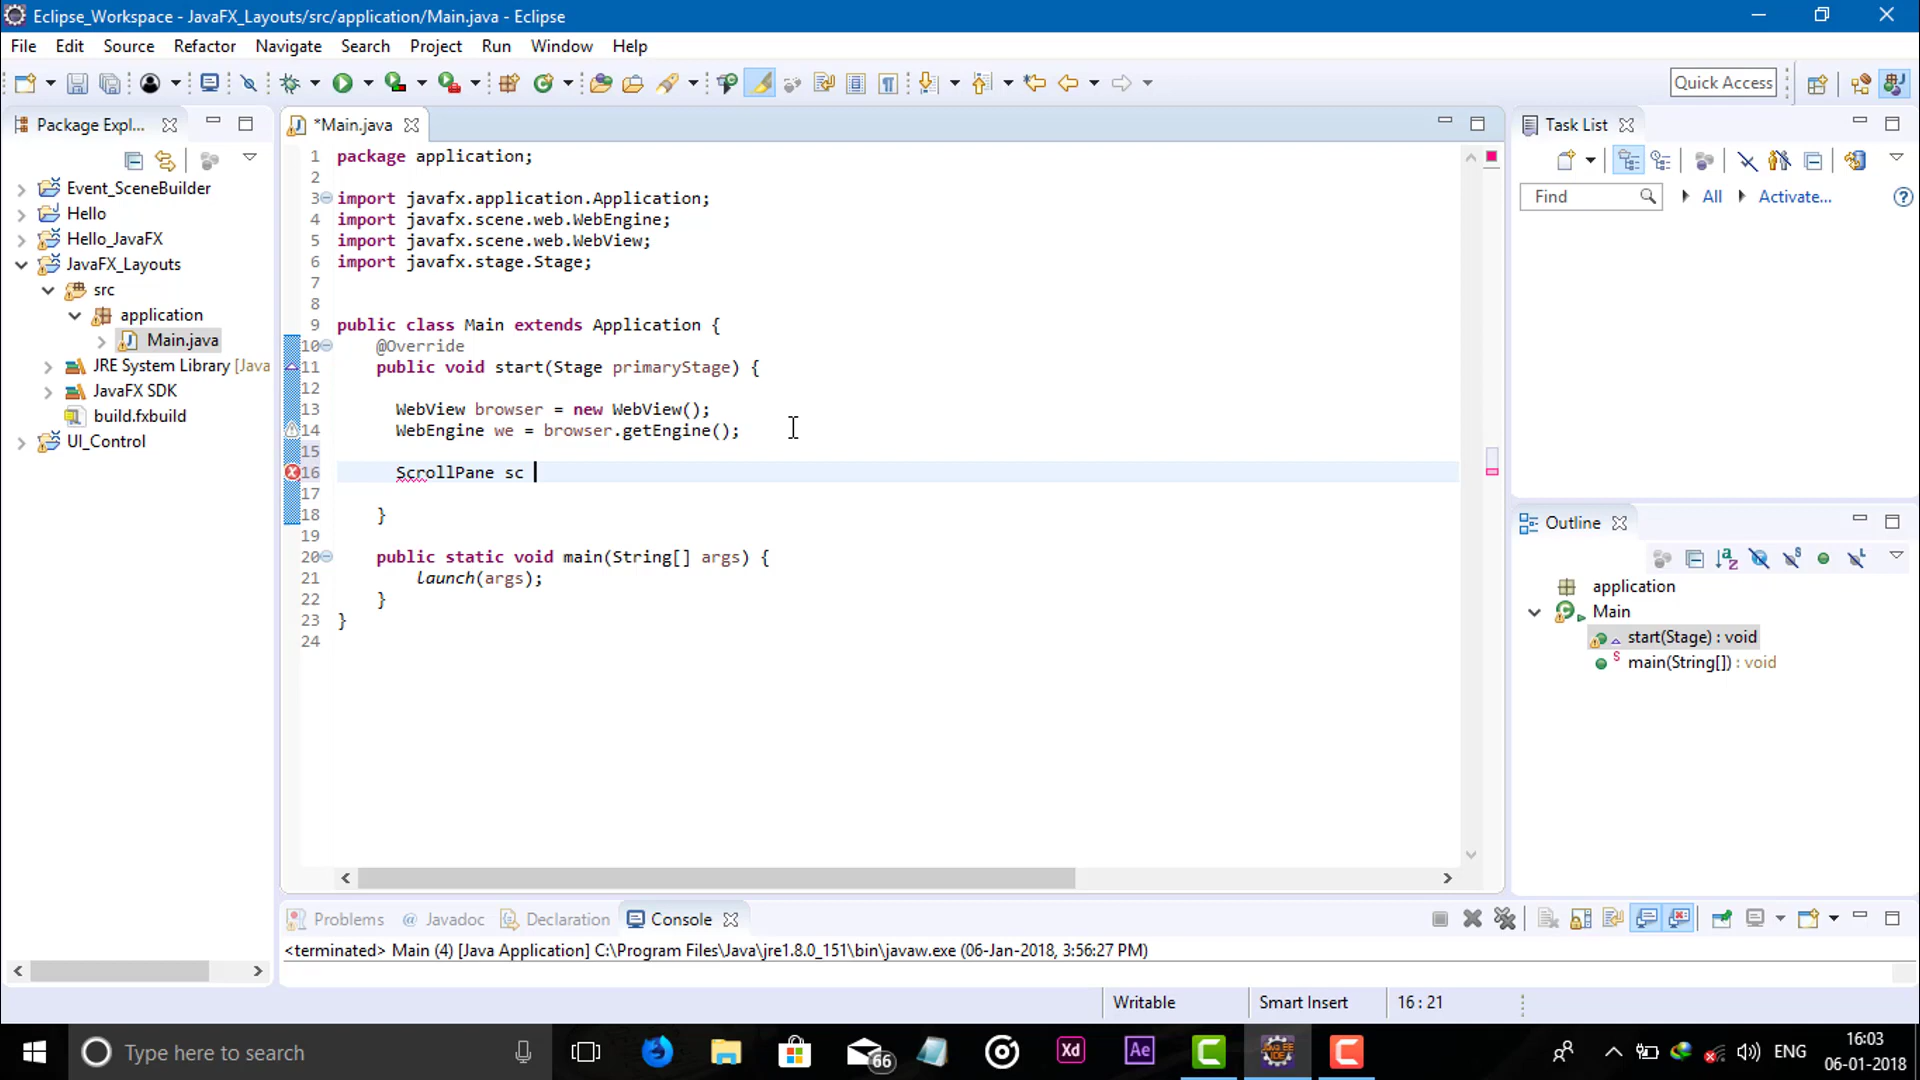 Eclipse_Workspace - JavaFX_Layouts/src/application/Main.java - Eclipse
File Edit Source Refactor Navigate Search Project Run Window Help
Quick Access
Package Expl...
Event_SceneBuilder
Hello
Hello_JavaFX
JavaFX_Layouts
src
application
Main.java
JRE System Library [Java
JavaFX SDK
build.fxbuild
UI_Control
*Main.java
1 package application;
2
3 import javafx.application.Application;
4 import javafx.scene.web.WebEngine;
5 import javafx.scene.web.WebView;
6 import javafx.stage.Stage;
7
8
9 public class Main extends Application {
10 @Override
11 public void start(Stage primaryStage) {
12
13 WebView browser = new WebView();
14 WebEngine we = browser.getEngine();
15
16 ScrollPane sc
17
18 }
19
20 public static void main(String[] args) {
21 launch(args);
22 }
23 }
24
Task List
Find All Activate...
Outline
application
Main
start(Stage) : void
main(String[]) : void
Problems @ Javadoc Declaration Console
<terminated> Main (4) [Java Application] C:\Program Files\Java\jre1.8.0_151\bin\javaw.exe (06-Jan-2018, 3:56:27 PM)
Writable Smart Insert 16 : 21
Type here to search
66
Xd
Ae
JAVA EE
IDE
ENG
16:03
06-01-2018